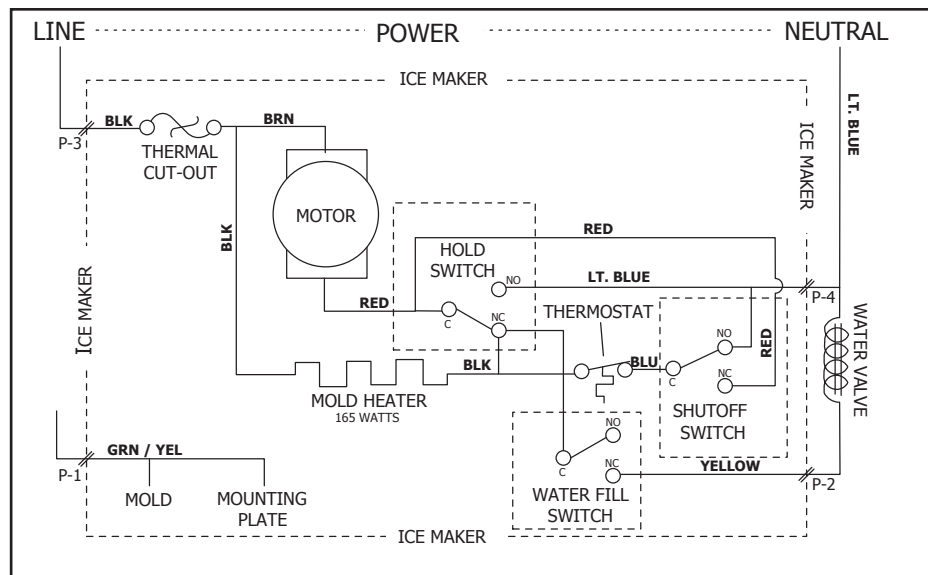 LINE POWER NEUTRAL
ICE MAKER
BLK
P-3
THERMAL
CUT-OUT
BRN
LT. BLUE
ICE MAKER
MOTOR
BLK
HOLD
SWITCH
RED
NO
LT. BLUE
P-4
RED
C
NC
THERMOSTAT
ICE MAKER
BLK
BLU
NO
C
NC
RED
WATER VALVE
MOLD HEATER
165 WATTS
SHUTOFF
SWITCH
NO
C
NC
YELLOW
P-2
GRN / YEL
P-1
MOLD
MOUNTING
PLATE
WATER FILL
SWITCH
ICE MAKER